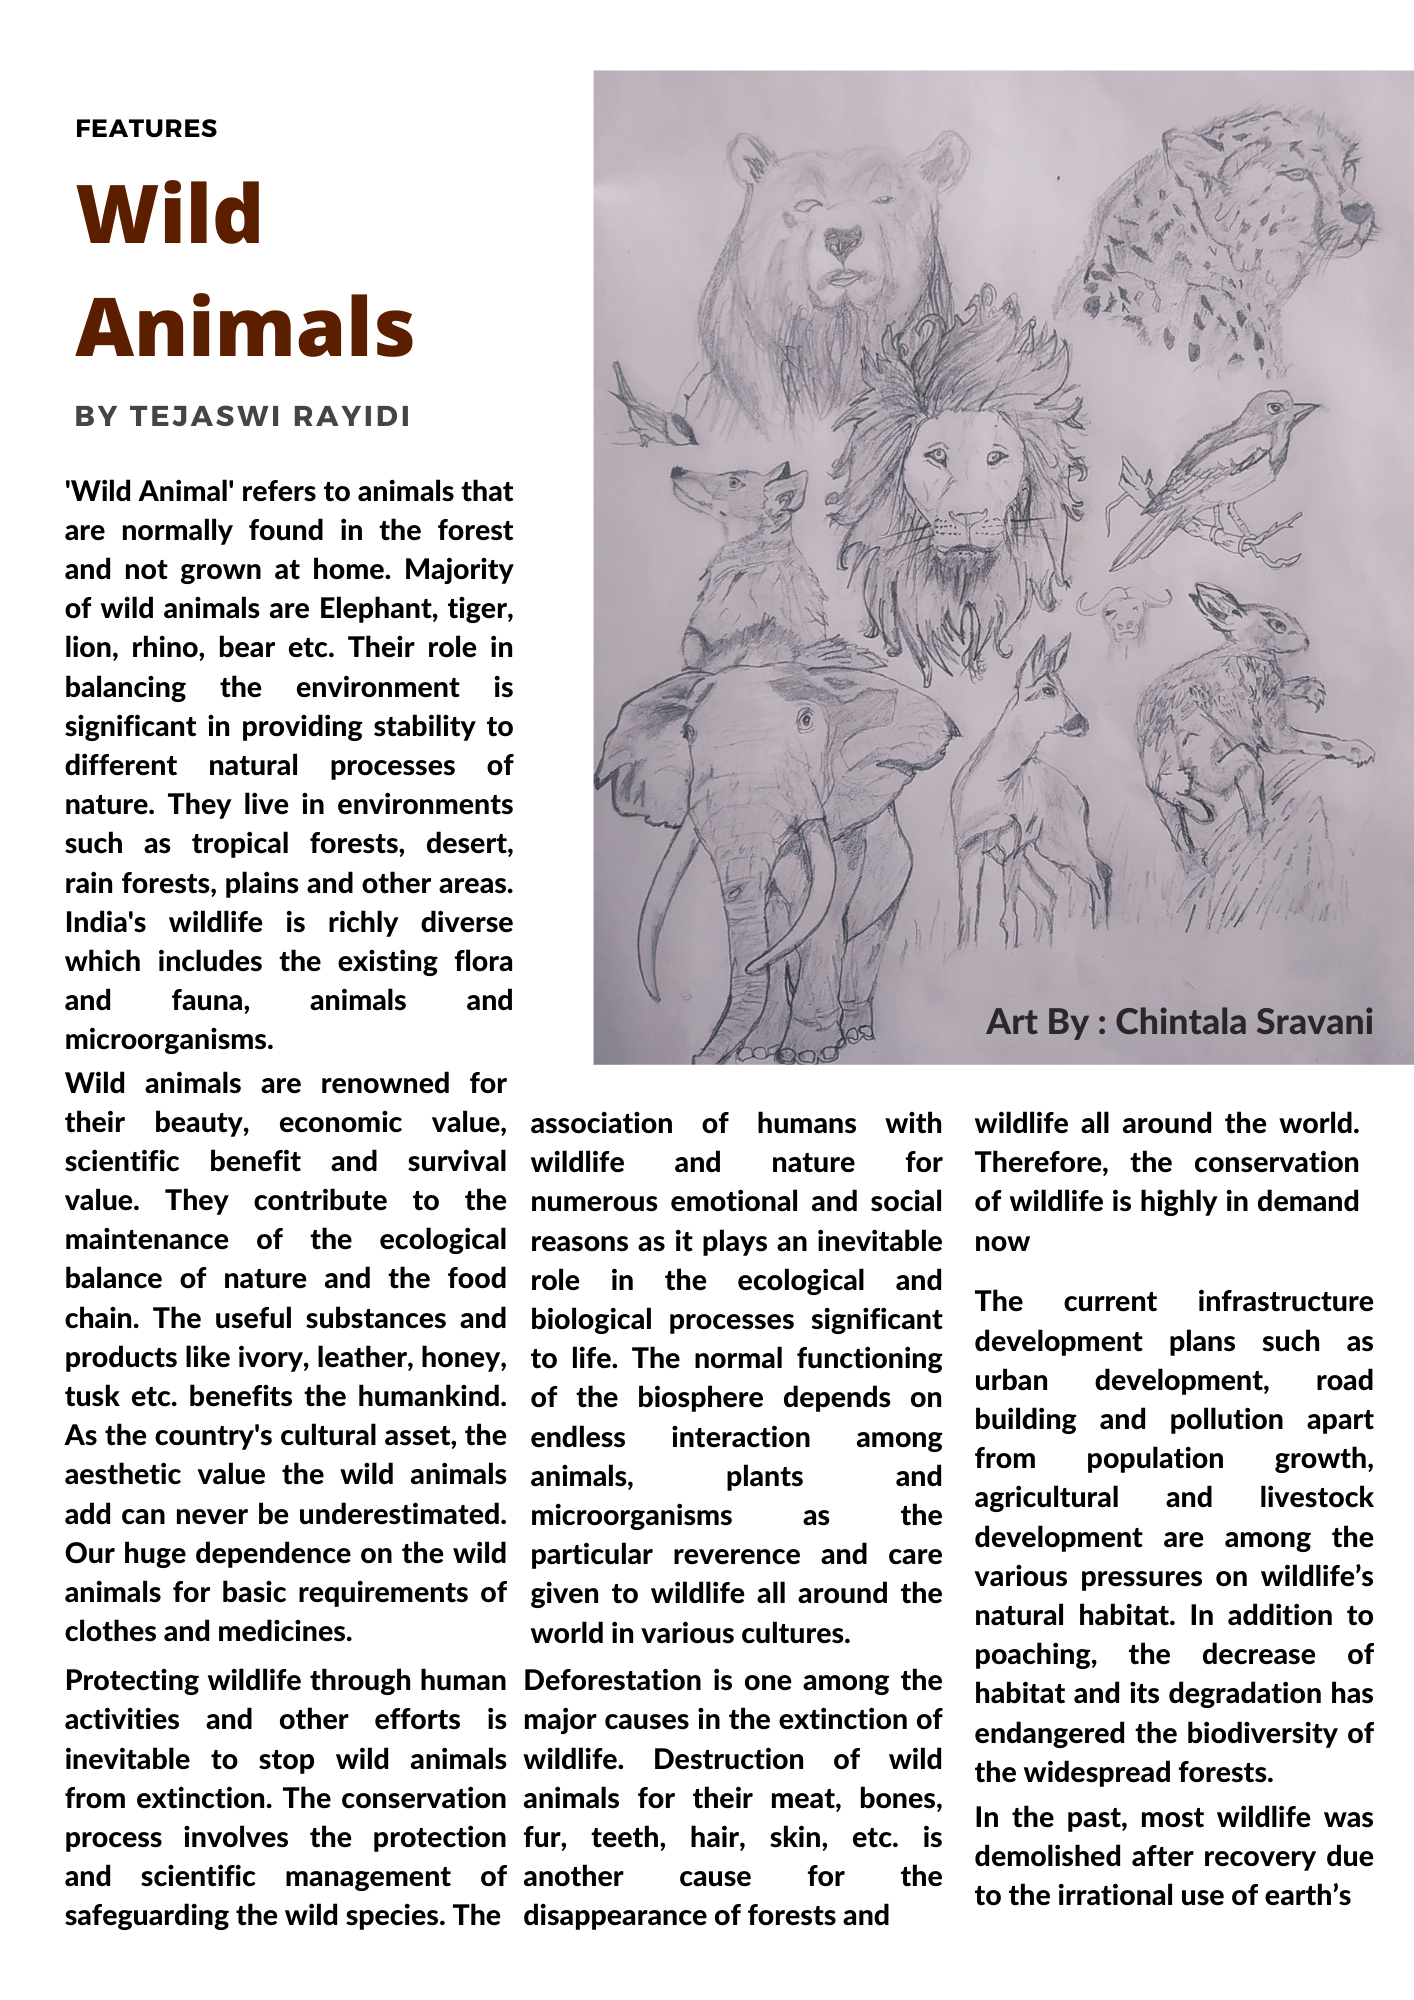 FEATURES
Wild
Animals
BY TEJASWI RAYIDI
'Wild Animal' refers to animals that
are normally found in the forest
and not grown at home. Majority
of wild animals are Elephant, tiger,
lion, rhino, bear etc. Their role in
balancing the environment is
significant in providing stability to
different natural processes of
nature. They live in environments
such as tropical forests, desert,
rain forests, plains and other areas.
India's wildlife is richly diverse
which includes the existing flora
and fauna, animals and
microorganisms.
Wild animals are renowned for
their beauty, economic value,
scientific benefit and survival
value. They contribute to the
maintenance of the ecological
balance of nature and the food
chain. The useful substances and
products like ivory, leather, honey,
tusk etc. benefits the humankind.
As the country's cultural asset, the
aesthetic value the wild animals
add can never be underestimated.
Our huge dependence on the wild
animals for basic requirements of
clothes and medicines.
Protecting wildlife through human
activities and other efforts is
inevitable to stop wild animals
from extinction. The conservation
process involves the protection
and scientific management of
safeguarding the wild species. The
Art By : Chintala Sravani
association of humans with
wildlife and nature for
numerous emotional and social
reasons as it plays an inevitable
role in the ecological and
biological processes significant
to life. The normal functioning
of the biosphere depends on
endless interaction among
animals, plants and
microorganisms as the
particular reverence and care
given to wildlife all around the
world in various cultures.
Deforestation is one among the
major causes in the extinction of
wildlife. Destruction of wild
animals for their meat, bones,
fur, teeth, hair, skin, etc. is
another cause for the
disappearance of forests and
wildlife all around the world.
Therefore, the conservation
of wildlife is highly in demand
now
The current infrastructure
development plans such as
urban development, road
building and pollution apart
from population growth,
agricultural and livestock
development are among the
various pressures on wildlife’s
natural habitat. In addition to
poaching, the decrease of
habitat and its degradation has
endangered the biodiversity of
the widespread forests.
In the past, most wildlife was
demolished after recovery due
to the irrational use of earth’s